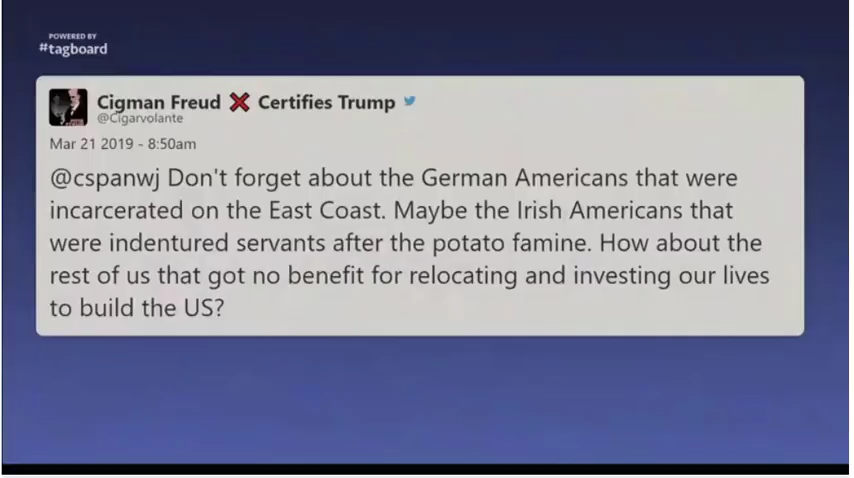 POWERED BY
#tagboard
Cigman Freud ❌ Certifies Trump
@Cigarvolante
Mar 21 2019 - 8:50am
@cspanwj Don't forget about the German Americans that were
incarcerated on the East Coast. Maybe the Irish Americans that
were indentured servants after the potato famine. How about the
rest of us that got no benefit for relocating and investing our lives
to build the US?